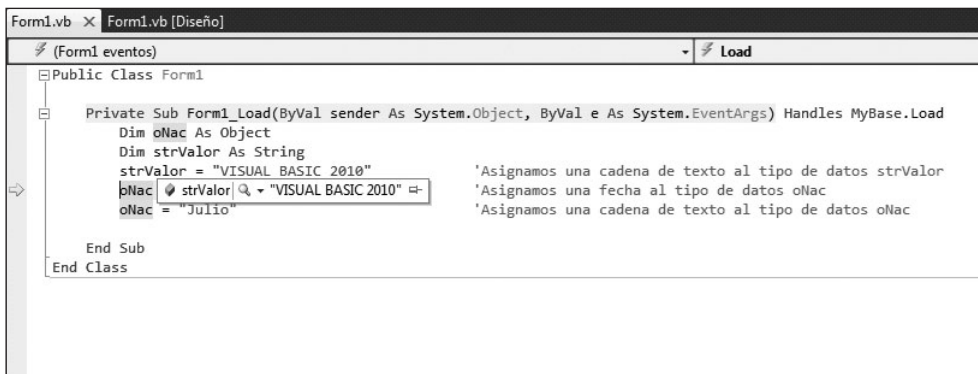 Form1.vb X Form1.vb [Diseño]
(Form1 eventos) Load
Public Class Form1
Private Sub Form1_Load(ByVal sender As System.Object, ByVal e As System.EventArgs) Handles MyBase.Load
Dim oNac As Object
Dim strValor As String
strValor = "VISUAL BASIC 2010" 'Asignamos una cadena de texto al tipo de datos strValor
oNac strValor "VISUAL BASIC 2010" 'Asignamos una fecha al tipo de datos oNac
oNac = "Julio" 'Asignamos una cadena de texto al tipo de datos oNac
End Sub
End Class